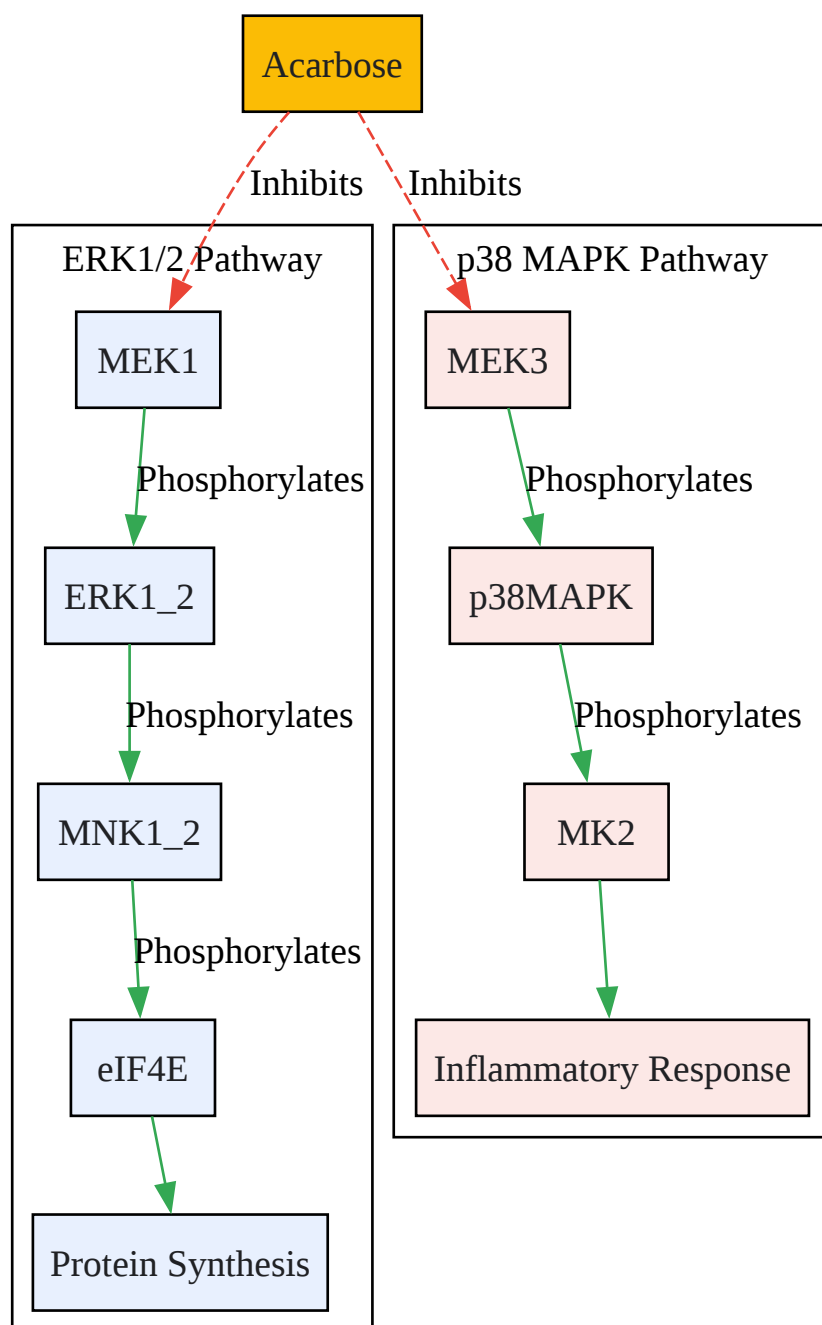 Acarbose
Inhibits
Inhibits
ERK1/2 Pathway
p38 MAPK Pathway
MEK1
MEK3
Phosphorylates
Phosphorylates
ERK1_2
p38MAPK
Phosphorylates
Phosphorylates
MNK1_2
MK2
Phosphorylates
eIF4E
Inflammatory Response
Protein Synthesis